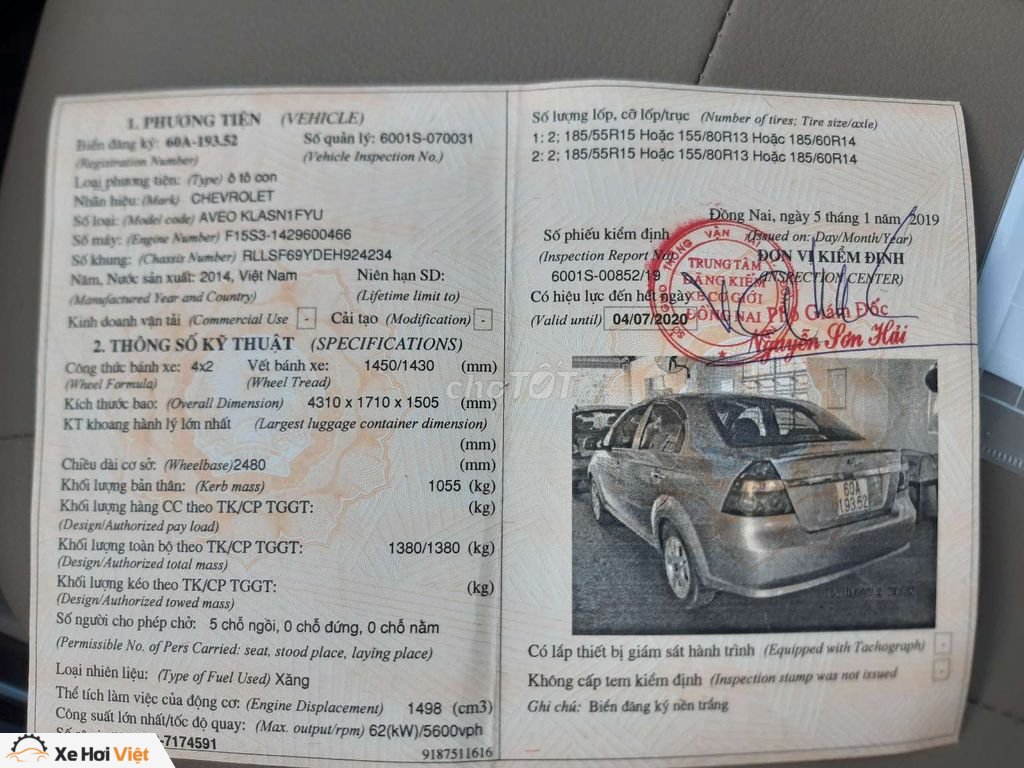 1. PHƯƠNG TIỆN (VEHICLE)
Biển đăng ký: 60A-193.52 Số quản lý: 6001S-070031
(Registration Number) (Vehicle Inspection No.)
Loại phương tiện: (Type) ô tô con
Nhãn hiệu: (Mark) CHEVROLET
Số loại: (Model code) AVEO KLASN1FYU
Số máy: (Engine Number) F15S3-1429600466
Số khung: (Chassis Number) RLLSF69YDEH924234
Năm, Nước sản xuất: 2014, Việt Nam Niên hạn SD:
(Manufactured Year and Country) (Lifetime limit to)
Kinh doanh vận tải (Commercial Use - Cải tạo (Modification) -
2. THÔNG SỐ KỸ THUẬT (SPECIFICATIONS)
Công thức bánh xe: 4x2 Vết bánh xe: 1450/1430 (mm)
(Wheel Formula) (Wheel Tread)
Kích thước bao: (Overall Dimension) 4310 x 1710 x 1505 (mm)
KT khoang hành lý lớn nhất (Largest luggage container dimension)
(mm)
Chiều dài cơ sở: (Wheelbase) 2480 (mm)
Khối lượng bản thân: (Kerb mass) 1055 (kg)
Khối lượng hàng CC theo TK/CP TGGT: (kg)
(Design/Authorized pay load)
Khối lượng toàn bộ theo TK/CP TGGT: 1380/1380 (kg)
(Design/Authorized total mass)
Khối lượng kéo theo TK/CP TGGT: (kg)
(Design/Authorized towed mass)
Số người cho phép chở: 5 chỗ ngồi, 0 chỗ đứng, 0 chỗ nằm
(Permissible No. of Pers Carried: seat, stood place, laying place)
Loại nhiên liệu: (Type of Fuel Used) Xăng
Thể tích làm việc của động cơ: (Engine Displacement) 1498 (cm3)
Công suất lớn nhất/tốc độ quay: (Max. output/rpm) 62(kW)/5600vph
-7174591 9187511616
Số lượng lốp, cỡ lốp/trục (Number of tires; Tire size/axle)
1: 2; 185/55R15 Hoặc 155/80R13 Hoặc 185/60R14
2: 2; 185/55R15 Hoặc 155/80R13 Hoặc 185/60R14
Đồng Nai, ngày 5 tháng 1 năm 2019
Số phiếu kiểm định (Issued on: Day/Month/Year)
(Inspection Report No) ĐƠN VỊ KIỂM ĐỊNH
6001S-00852/19 (INSPECTION CENTER)
Có hiệu lực đến hết ngày
(Valid until) 04/07/2020
SỞ GIAO THÔNG VẬN TẢI
TRUNG TÂM
ĐĂNG KIỂM
XE CƠ GIỚI
ĐỒNG NAI
Phó Giám Đốc
Nguyễn Sơn Hải
chợTỐT
60A
193.52
Có lắp thiết bị giám sát hành trình (Equipped with Tachograph) -
Không cấp tem kiểm định (Inspection stamp was not issued -
Ghi chú: Biển đăng ký nền trắng
Xe Hơi Việt